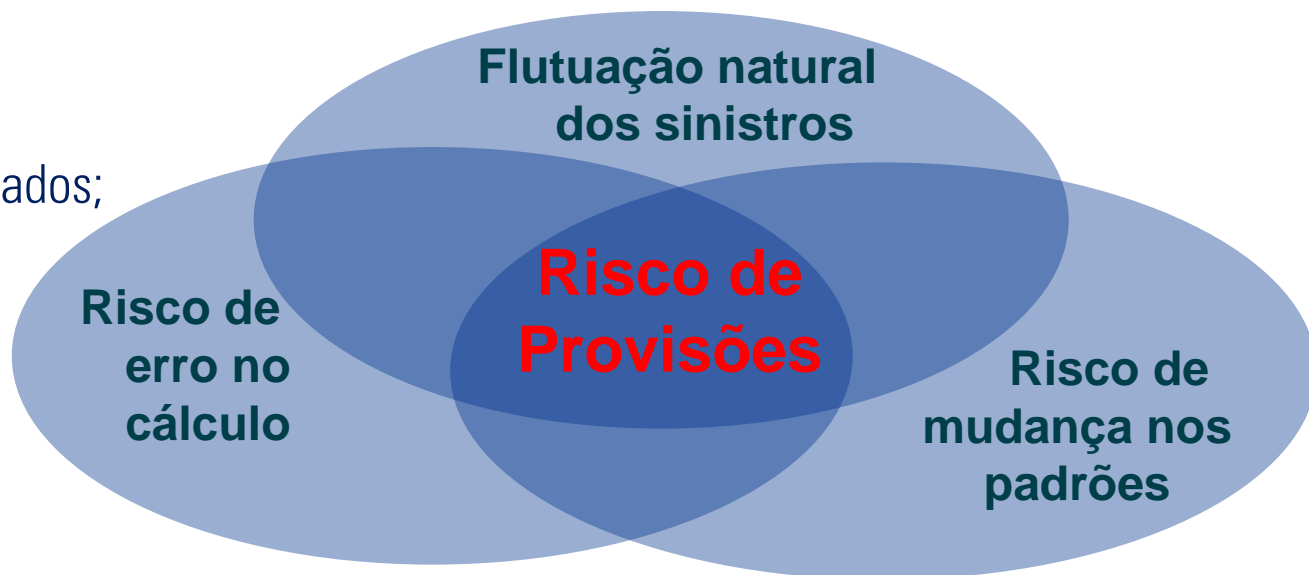 Flutuação natural
dos sinistros
ados;
Risco de
erro no
cálculo
Risco de
Provisões
Risco de
mudança nos
padrões